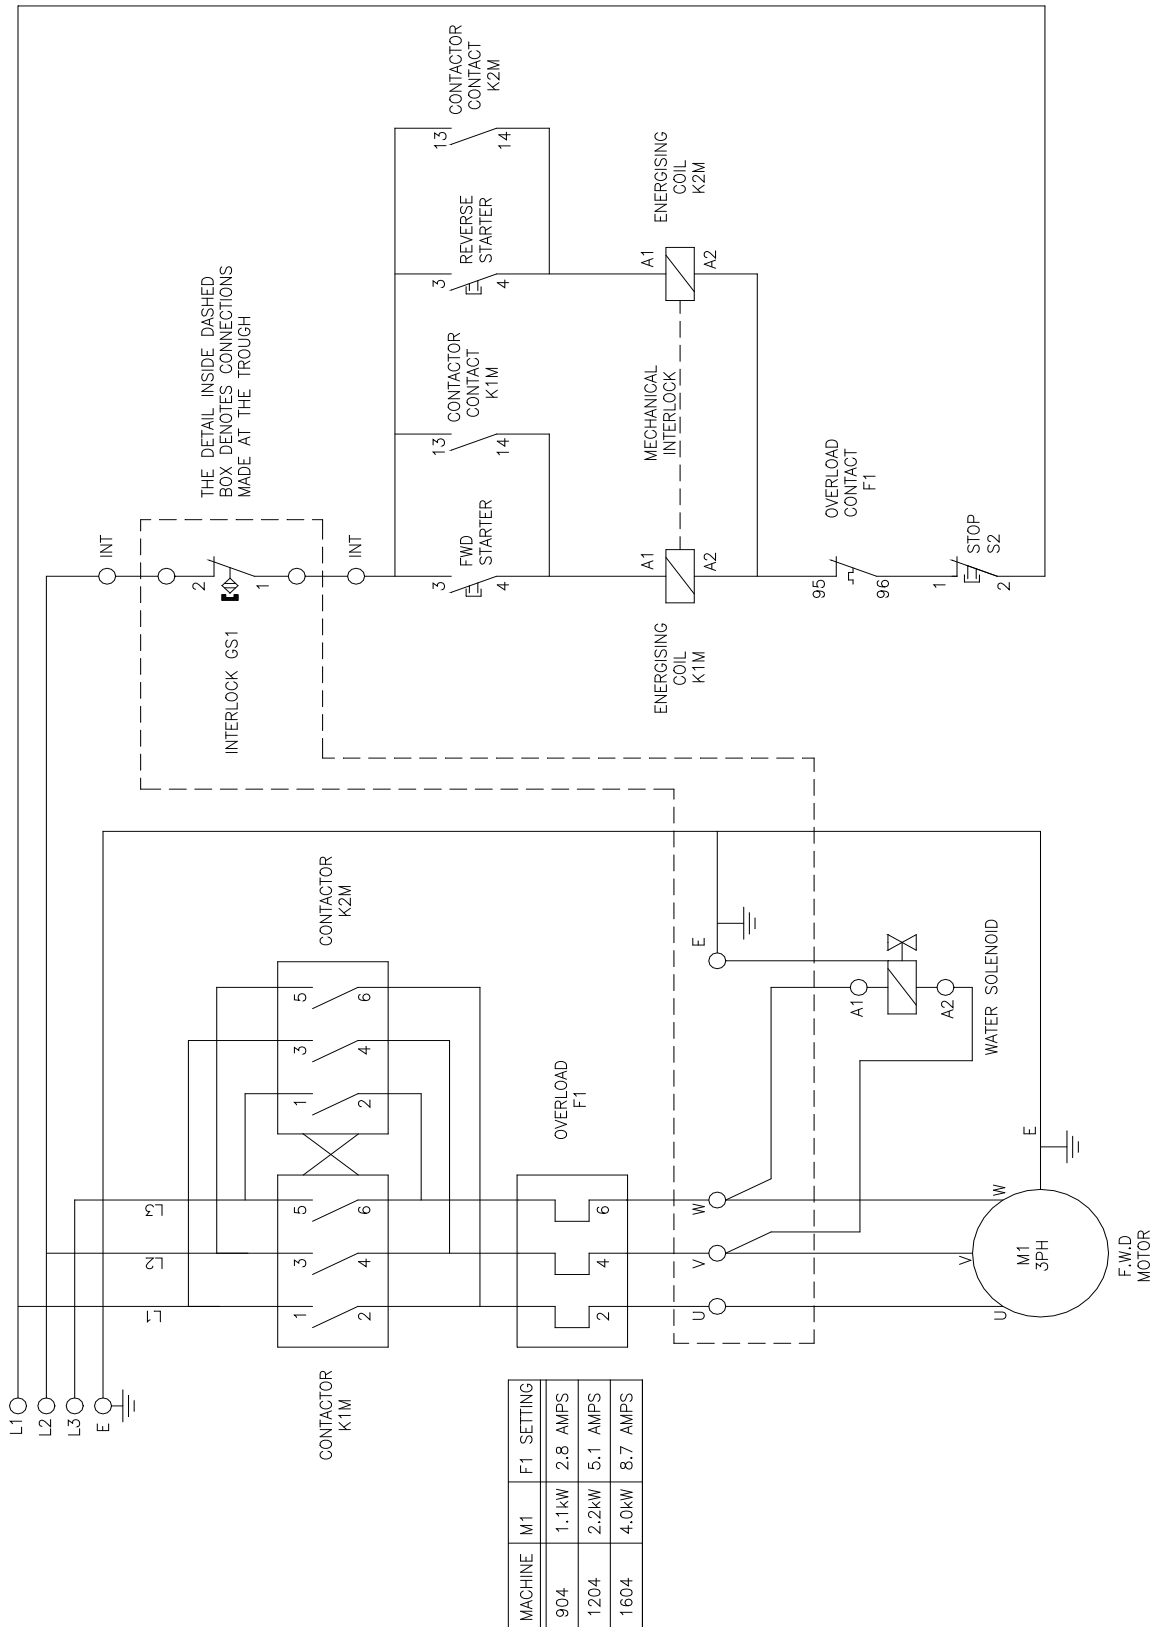 L1
L2
L3
E
L1
L2
L3
CONTACTOR
K1M
1
3
5
2
4
6
CONTACTOR
K2M
1
3
5
2
4
6
OVERLOAD
F1
2
4
6
U
V
W
E
A1
A2
WATER SOLENOID
U
V
W
E
M1
3PH
F.W.D
MOTOR
MACHINE M1 F1 SETTING
904 1.1kW 2.8 AMPS
1204 2.2kW 5.1 AMPS
1604 4.0kW 8.7 AMPS
THE DETAIL INSIDE DASHED
BOX DENOTES CONNECTIONS
MADE AT THE TROUGH
INT
2
1
INTERLOCK GS1
INT
3
4
FWD
STARTER
13
14
CONTACTOR
CONTACT
K1M
3
4
REVERSE
STARTER
13
14
CONTACTOR
CONTACT
K2M
ENERGISING
COIL
K1M
A1
A2
MECHANICAL
INTERLOCK
A1
A2
ENERGISING
COIL
K2M
95
96
OVERLOAD
CONTACT
F1
1
2
STOP
S2